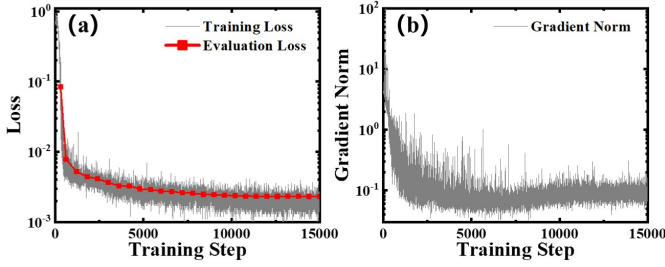 (a)
Training Loss
Evaluation Loss
Loss
10^0
10^-1
10^-2
10^-3
0
5000
10000
15000
Training Step
(b)
Gradient Norm
Gradient Norm
10^2
10^1
10^0
10^-1
0
5000
10000
15000
Training Step